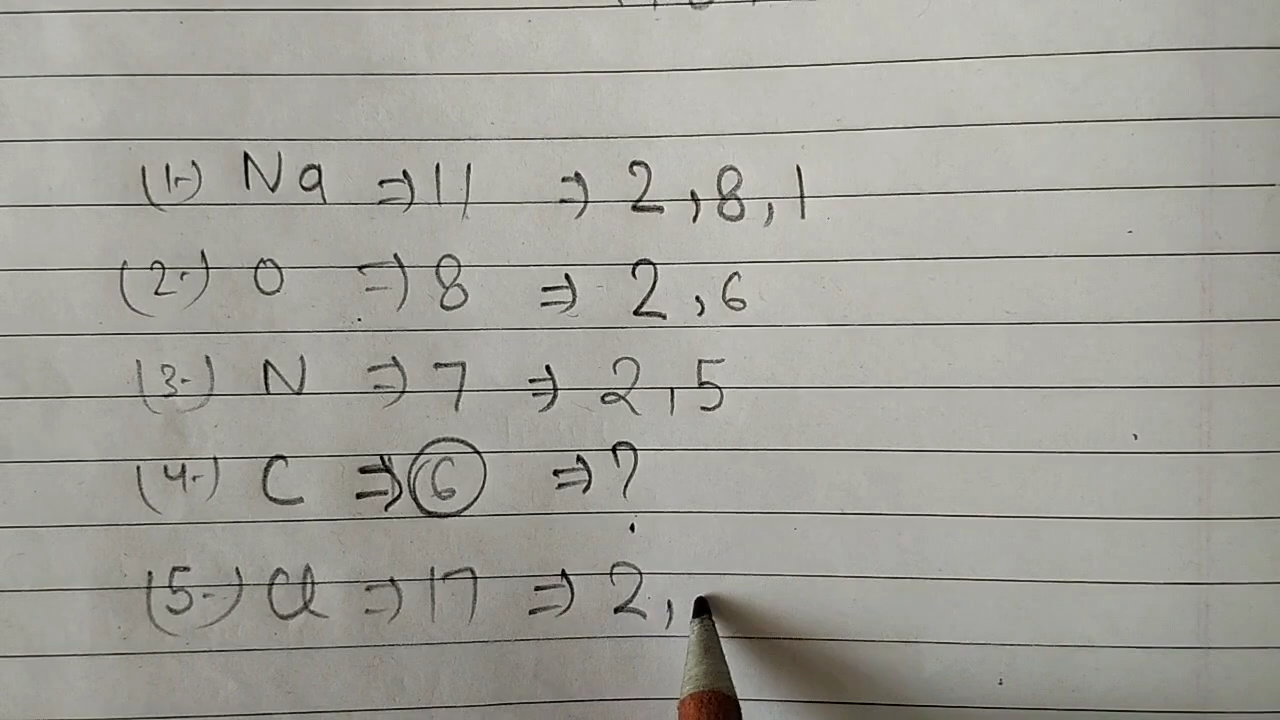 (1-) Na ⇒ 11 ⇒ 2,8,1
(2-) O ⇒ 8 ⇒ 2,6
(3-) N ⇒ 7 ⇒ 2,5
(4-) C ⇒ 6 ⇒ ?
(5-) Cl ⇒ 17 ⇒ 2,